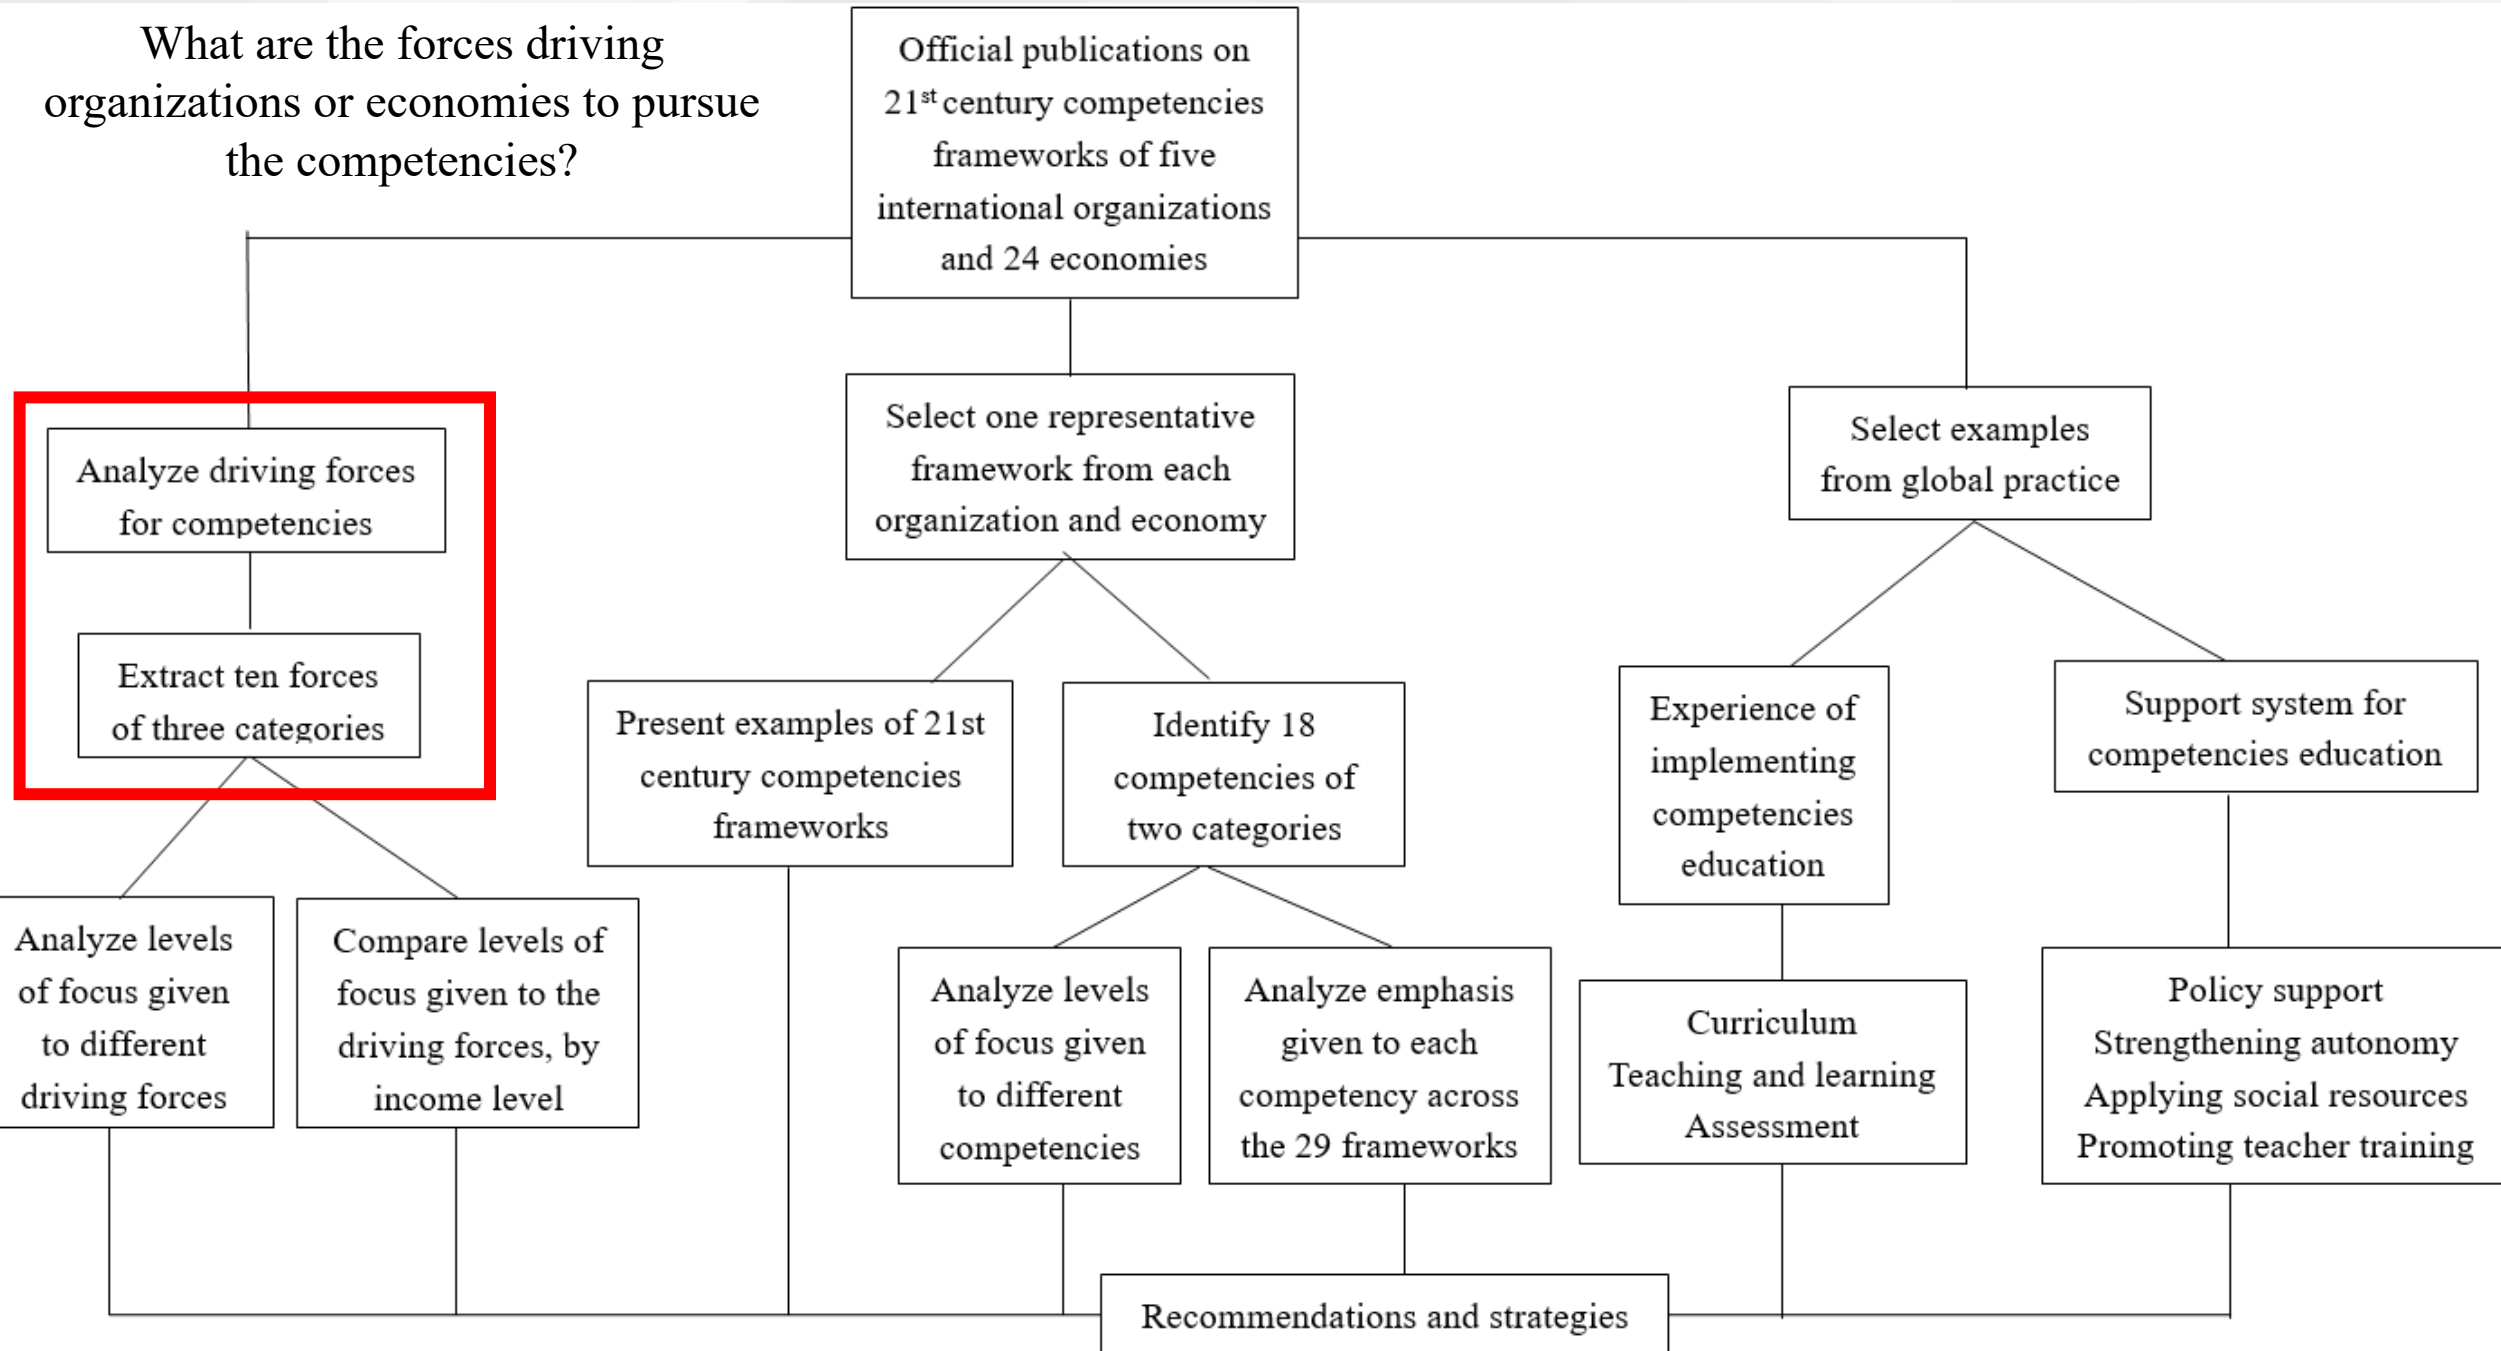 What are the forces driving
organizations or economies to pursue
the competencies?
Official publications on
21st century competencies
frameworks of five
international organizations
and 24 economies
Analyze driving forces
for competencies
Extract ten forces
of three categories
Analyze levels
of focus given
to different
driving forces
Compare levels of
focus given to the
driving forces, by
income level
Select one representative
framework from each
organization and economy
Present examples of 21st
century competencies
frameworks
Identify 18
competencies of
two categories
Analyze levels
of focus given
to different
competencies
Analyze emphasis
given to each
competency across
the 29 frameworks
Select examples
from global practice
Experience of
implementing
competencies
education
Support system for
competencies education
Curriculum
Teaching and learning
Assessment
Policy support
Strengthening autonomy
Applying social resources
Promoting teacher training
Recommendations and strategies